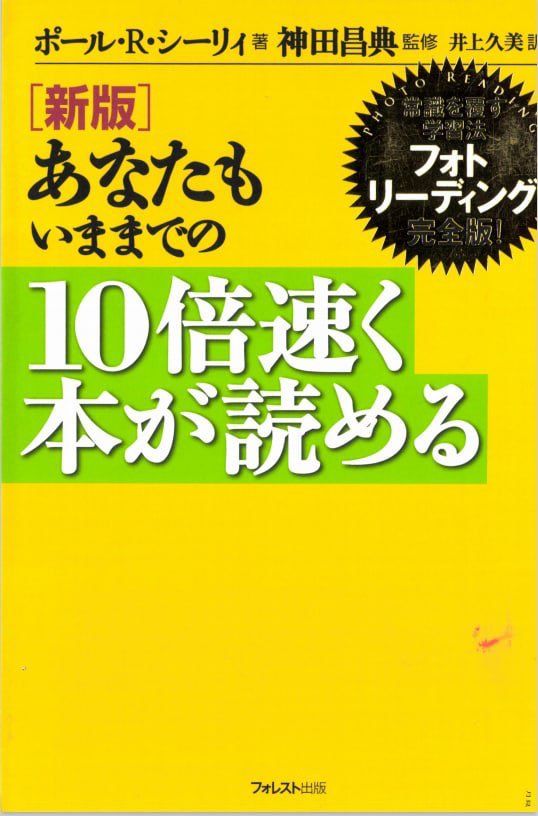 ポール・R・シーリィ 著 神田昌典 監修 井上久美 訳
[新版]
あなたも
いままでの
10倍速く
本が読める
PHOTO READING
常識を覆す
学習法
フォト
リーディング
完全版!
フォレスト出版